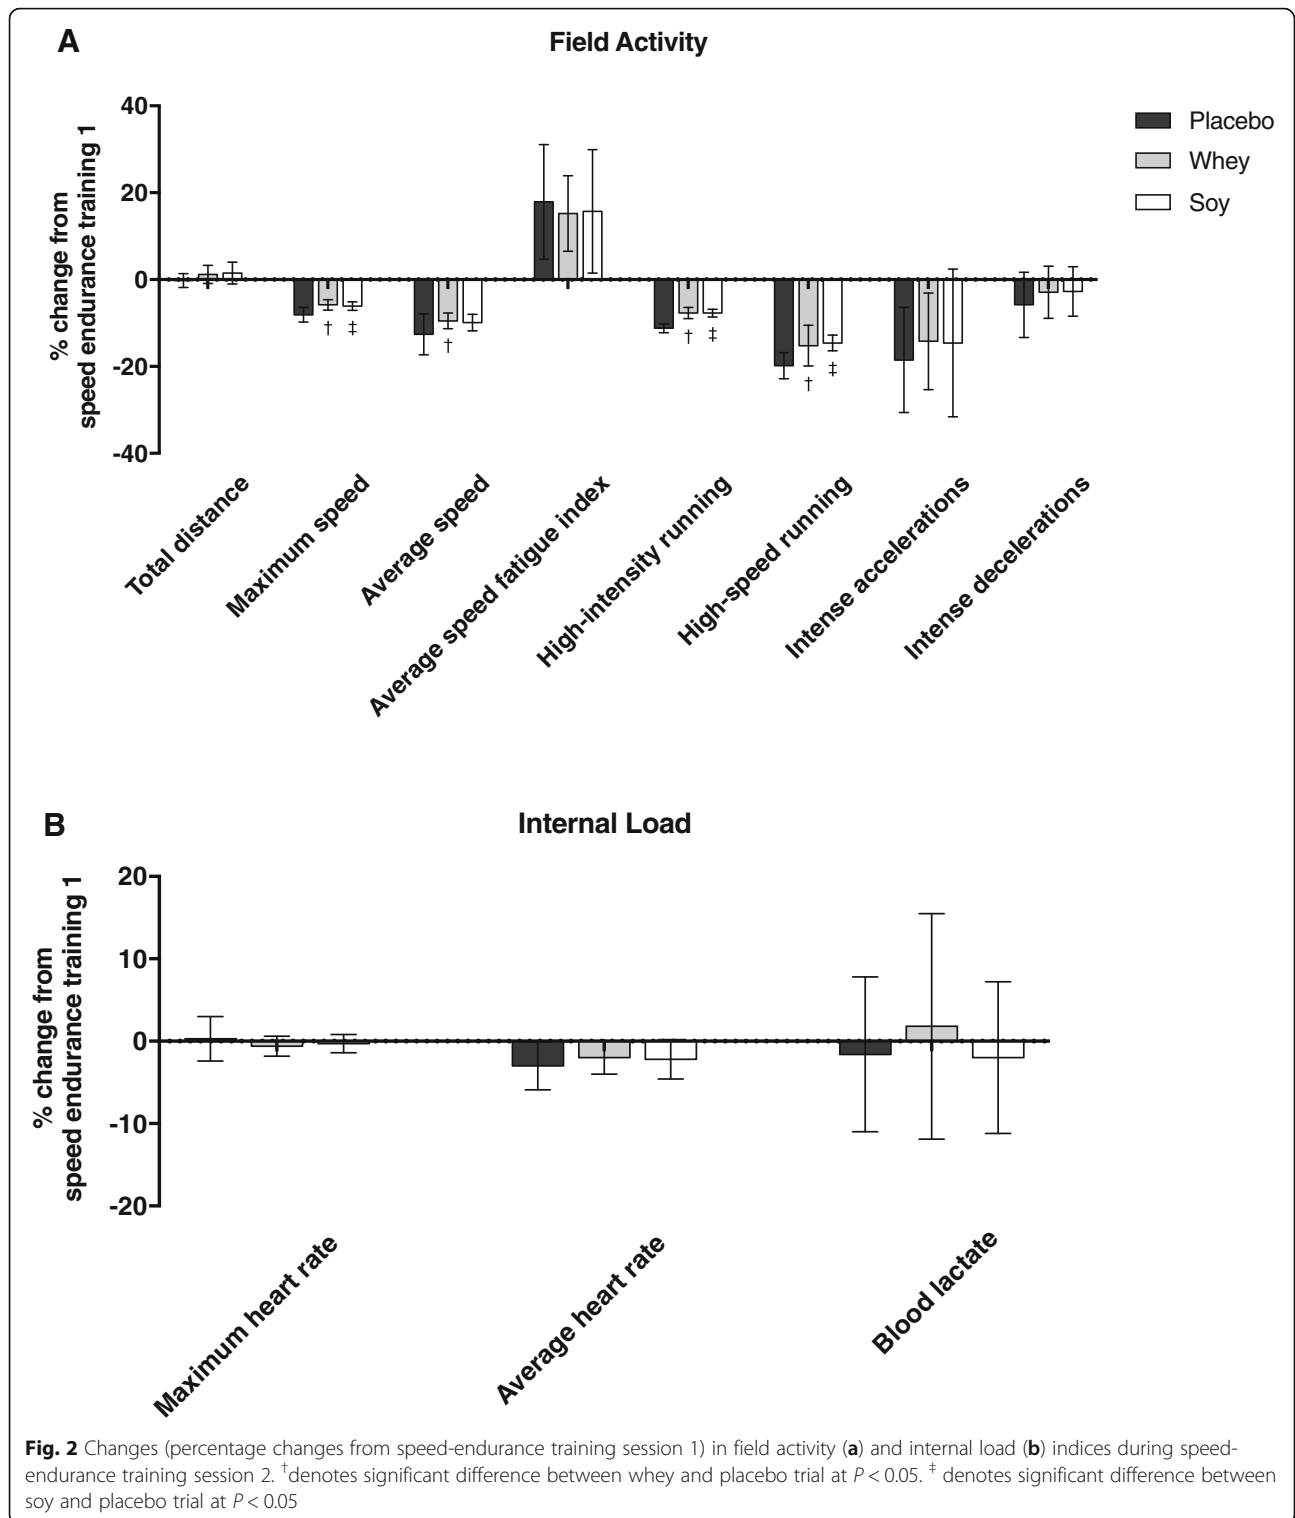 A
Field Activity
% change from
speed endurance training 1
40
20
0
-20
-40
Placebo
Whey
Soy
† ‡
†
† ‡
† ‡
Total distance
Maximum speed
Average speed
Average speed fatigue index
High-intensity running
High-speed running
Intense accelerations
Intense decelerations
B
Internal Load
% change from
speed endurance training 1
20
10
0
-10
-20
Maximum heart rate
Average heart rate
Blood lactate
Fig. 2 Changes (percentage changes from speed-endurance training session 1) in field activity (a) and internal load (b) indices during speed-
endurance training session 2. †denotes significant difference between whey and placebo trial at P < 0.05. ‡ denotes significant difference between
soy and placebo trial at P < 0.05